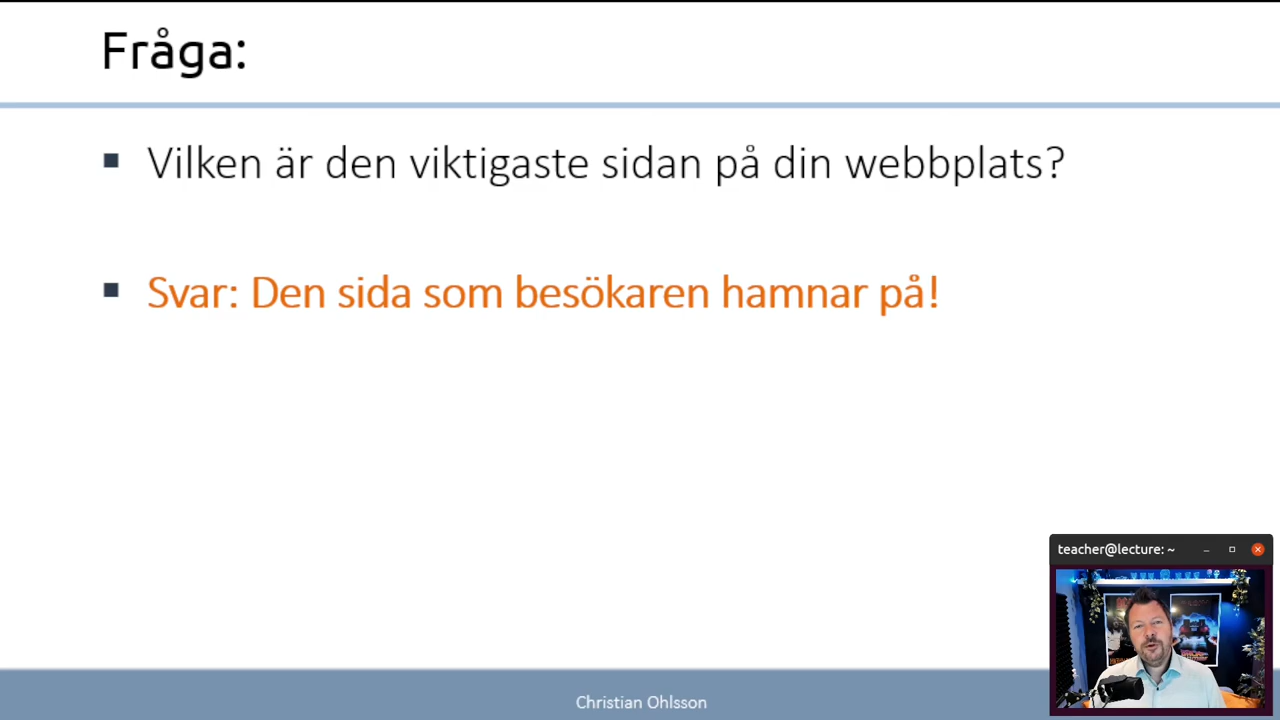 Fråga:
▪ Vilken är den viktigaste sidan på din webbplats?
▪ Svar: Den sida som besökaren hamnar på!
teacher@lecture: ~
Christian Ohlsson